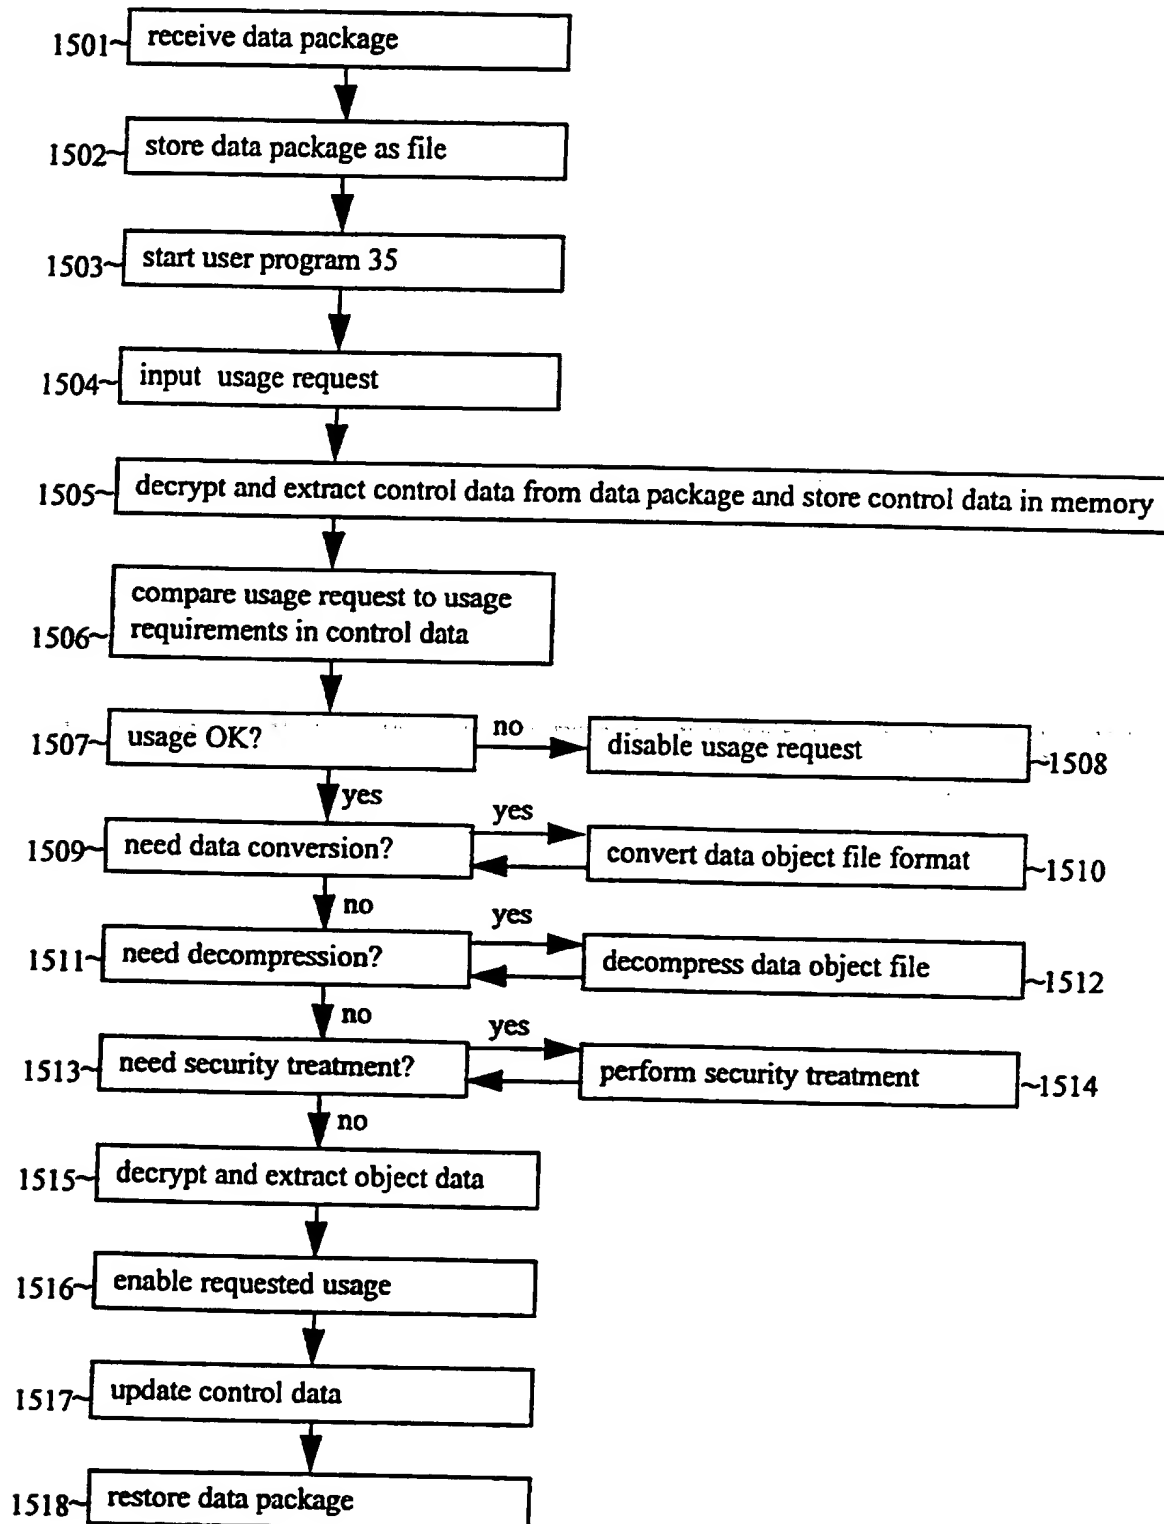 1501~ receive data package
1502~ store data package as file
1503~ start user program 35
1504~ input usage request
1505~ decrypt and extract control data from data package and store control data in memory
compare usage request to usage
1506~ requirements in control data
1507~ usage OK? no disable usage request ~1508
yes
1509~ need data conversion? yes convert data object file format ~1510
no
1511~ need decompression? yes decompress data object file ~1512
no
1513~ need security treatment? yes perform security treatment ~1514
no
1515~ decrypt and extract object data
1516~ enable requested usage
1517~ update control data
1518~ restore data package